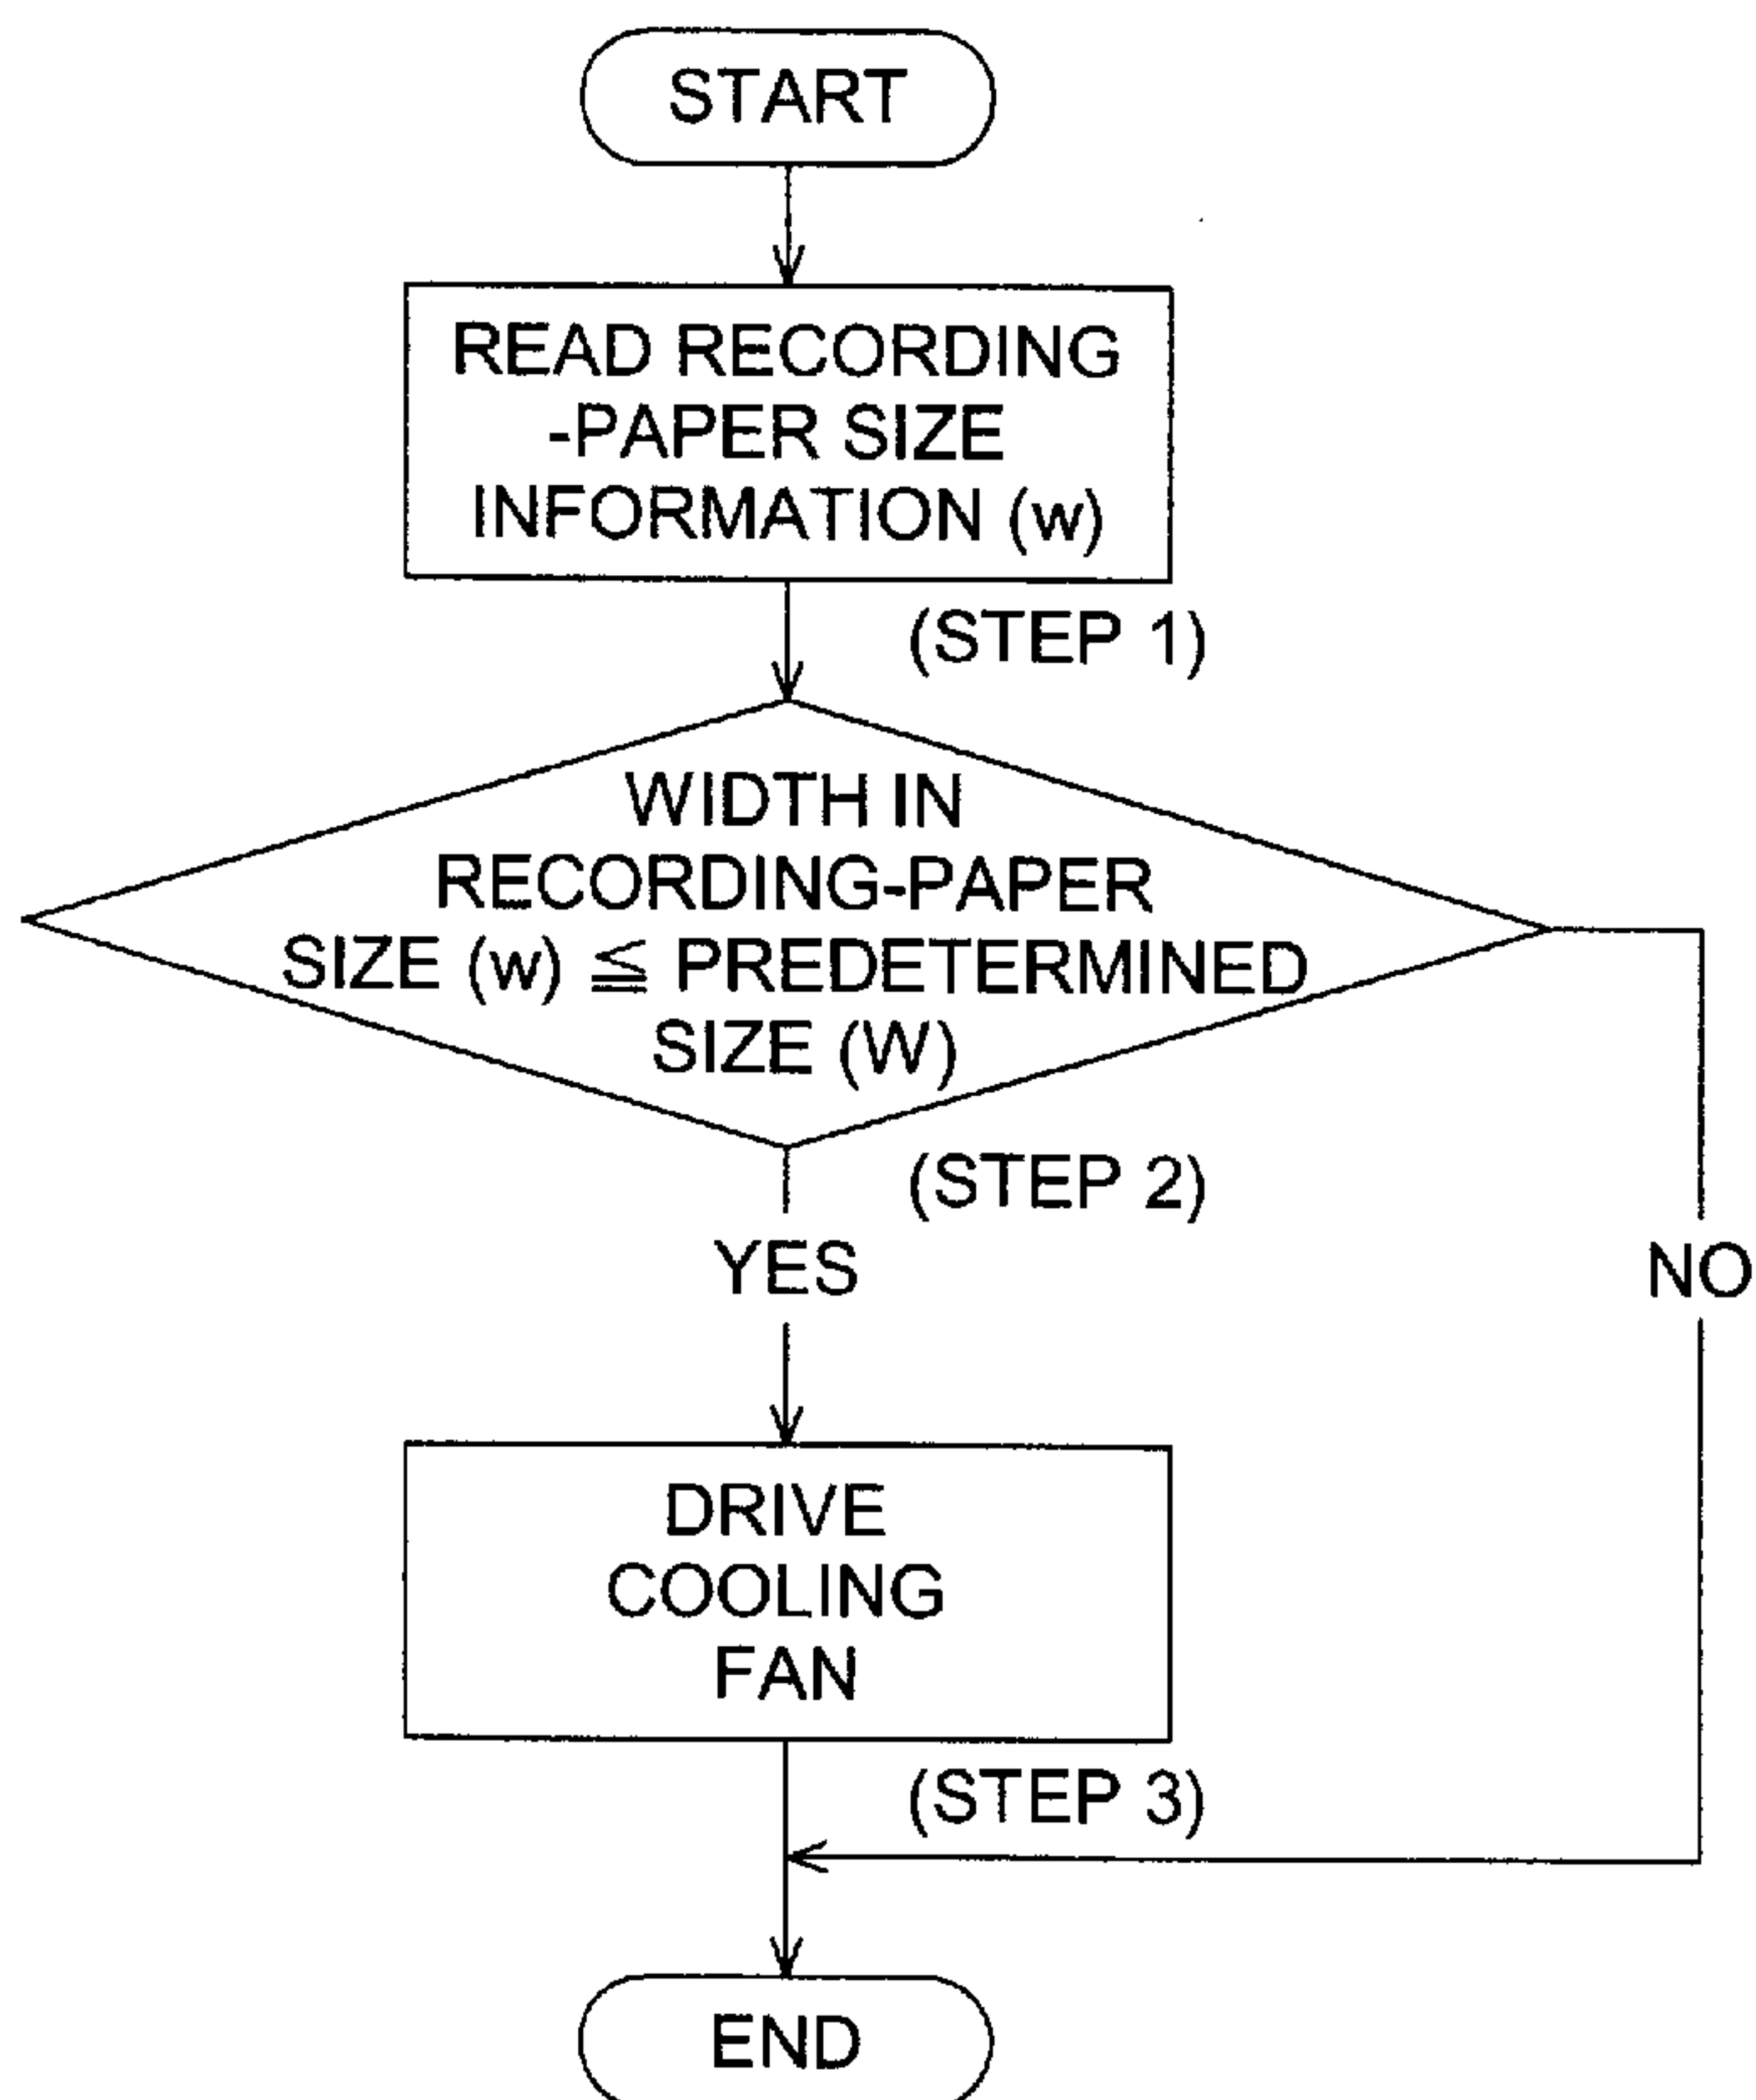 START
READ RECORDING
-PAPER SIZE
INFORMATION (w)
(STEP 1)
WIDTH IN
RECORDING-PAPER
SIZE (w) ≦ PREDETERMINED
SIZE (W)
(STEP 2)
YES
NO
DRIVE
COOLING
FAN
(STEP 3)
END